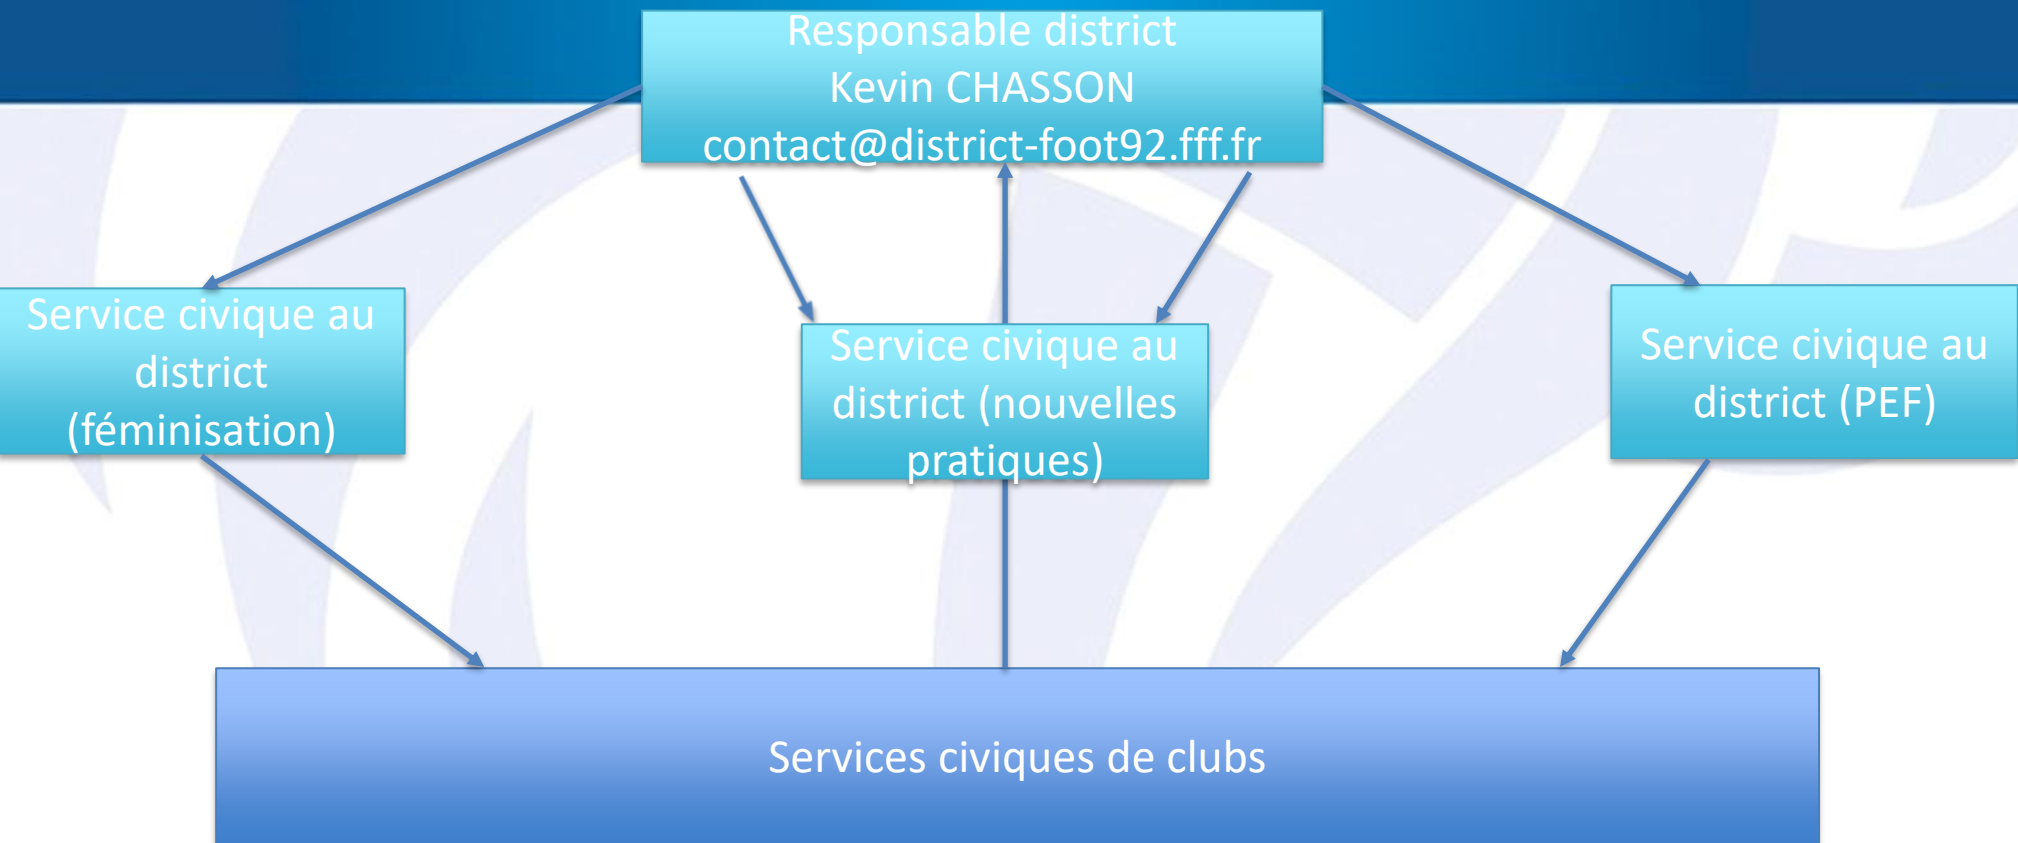 Responsable district
Kevin CHASSON
contact@district-foot92.fff.fr
Service civique au
district
(féminisation)
Service civique au
district (nouvelles
pratiques)
Service civique au
district (PEF)
Services civiques de clubs